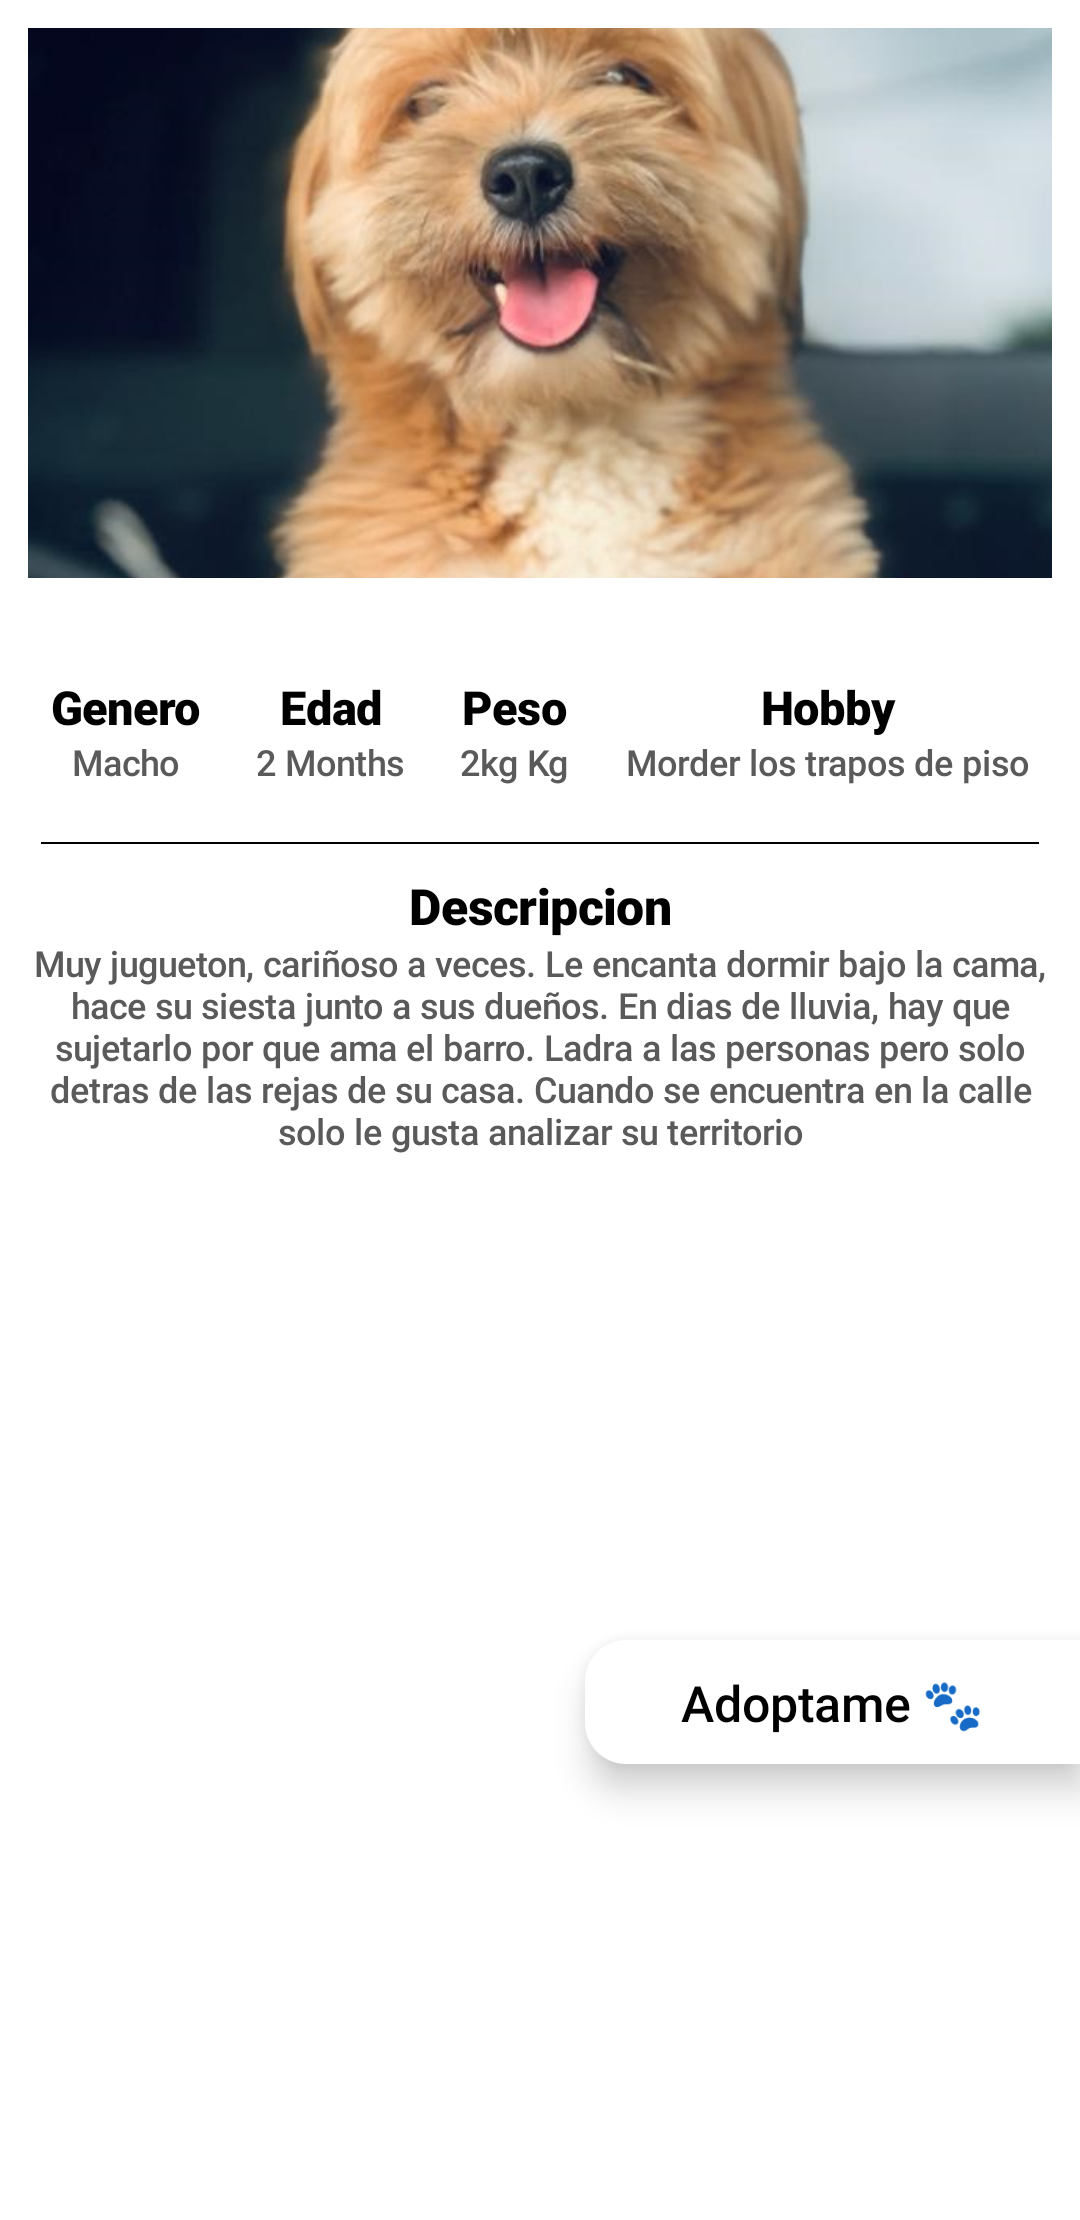 Genero Edad Peso Hobby
Macho 2 Months 2kg Kg Morder los trapos de piso
Descripcion
Muy jugueton, cariñoso a veces. Le encanta dormir bajo la cama,
hace su siesta junto a sus dueños. En dias de lluvia, hay que
sujetarlo por que ama el barro. Ladra a las personas pero solo
detras de las rejas de su casa. Cuando se encuentra en la calle
solo le gusta analizar su territorio
Adoptame 🐾